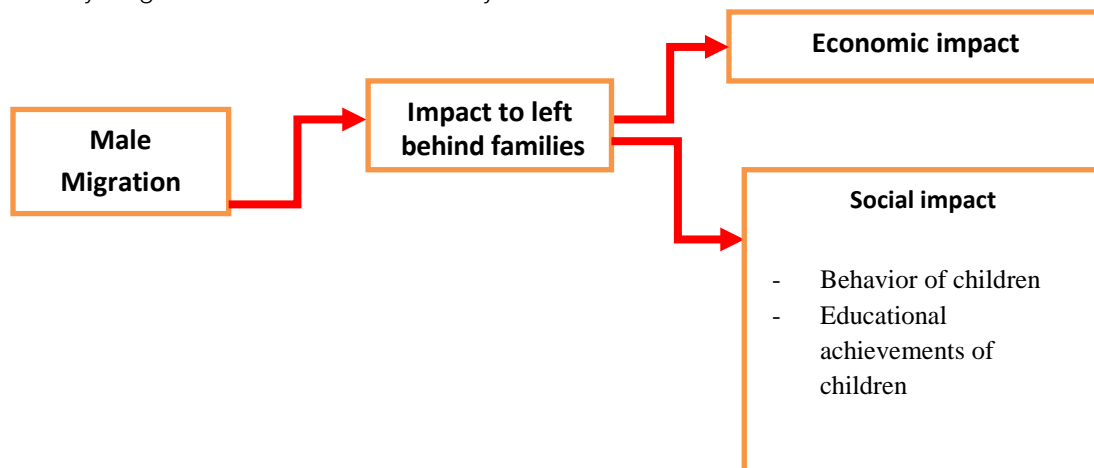 Male
Migration
Impact to left
behind families
Economic impact
Social impact
- Behavior of children
- Educational
achievements of
children